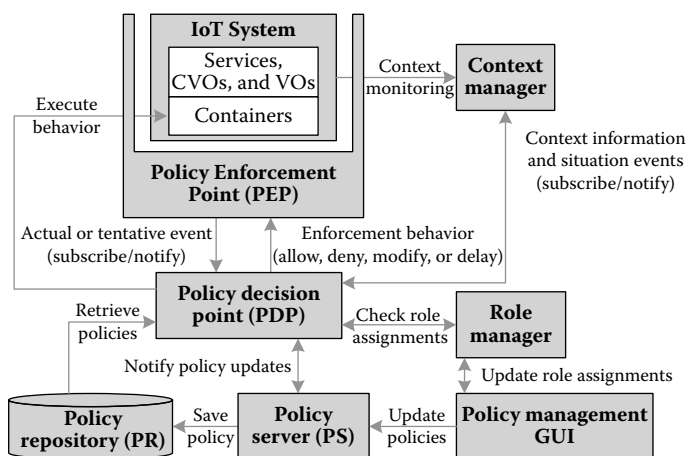 IoT System
Services,
CVOs, and VOs
Containers
Context
monitoring
Context
manager
Execute
behavior
Policy Enforcement
Point (PEP)
Context information
and situation events
(subscribe/notify)
Actual or tentative event
(subscribe/notify)
Enforcement behavior
(allow, deny, modify, or delay)
Policy decision
point (PDP)
Retrieve
policies
Check role
assignments
Role
manager
Notify policy updates
Update role assignments
Policy
repository (PR)
Save
policy
Policy
server (PS)
Update
policies
Policy management
GUI